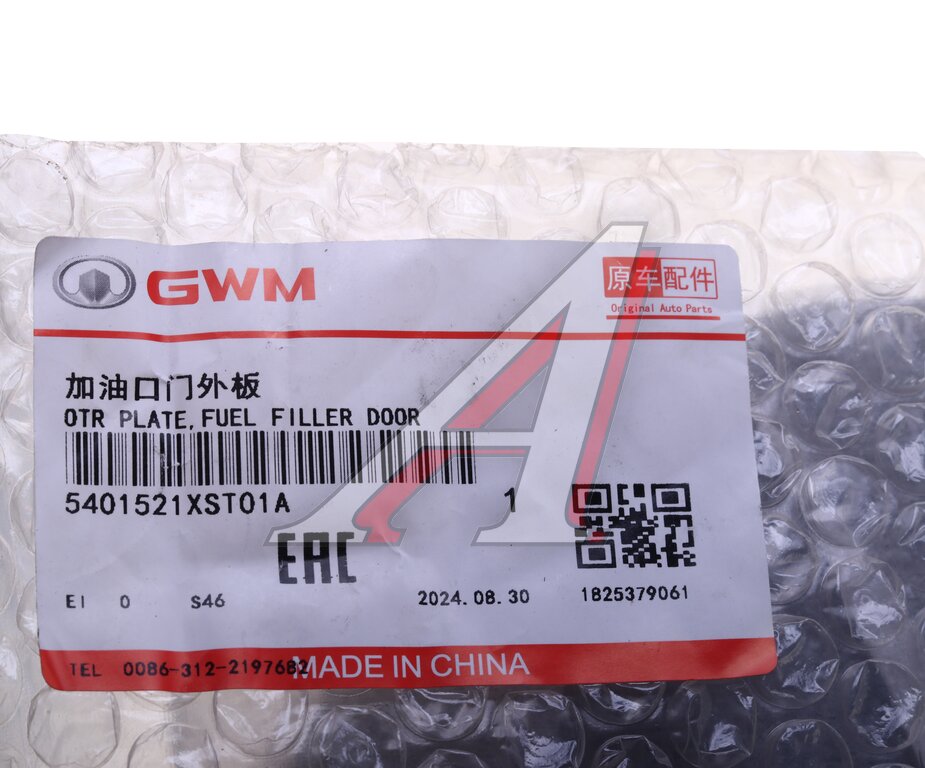 GWM
原车配件
Original Auto Parts
加油口门外板
OTR PLATE,FUEL FILLER DOOR
5401521XST01A 1
EAC
EI 0 S46 2024.08.30 1825379061
TEL 0086-312-2197682 MADE IN CHINA